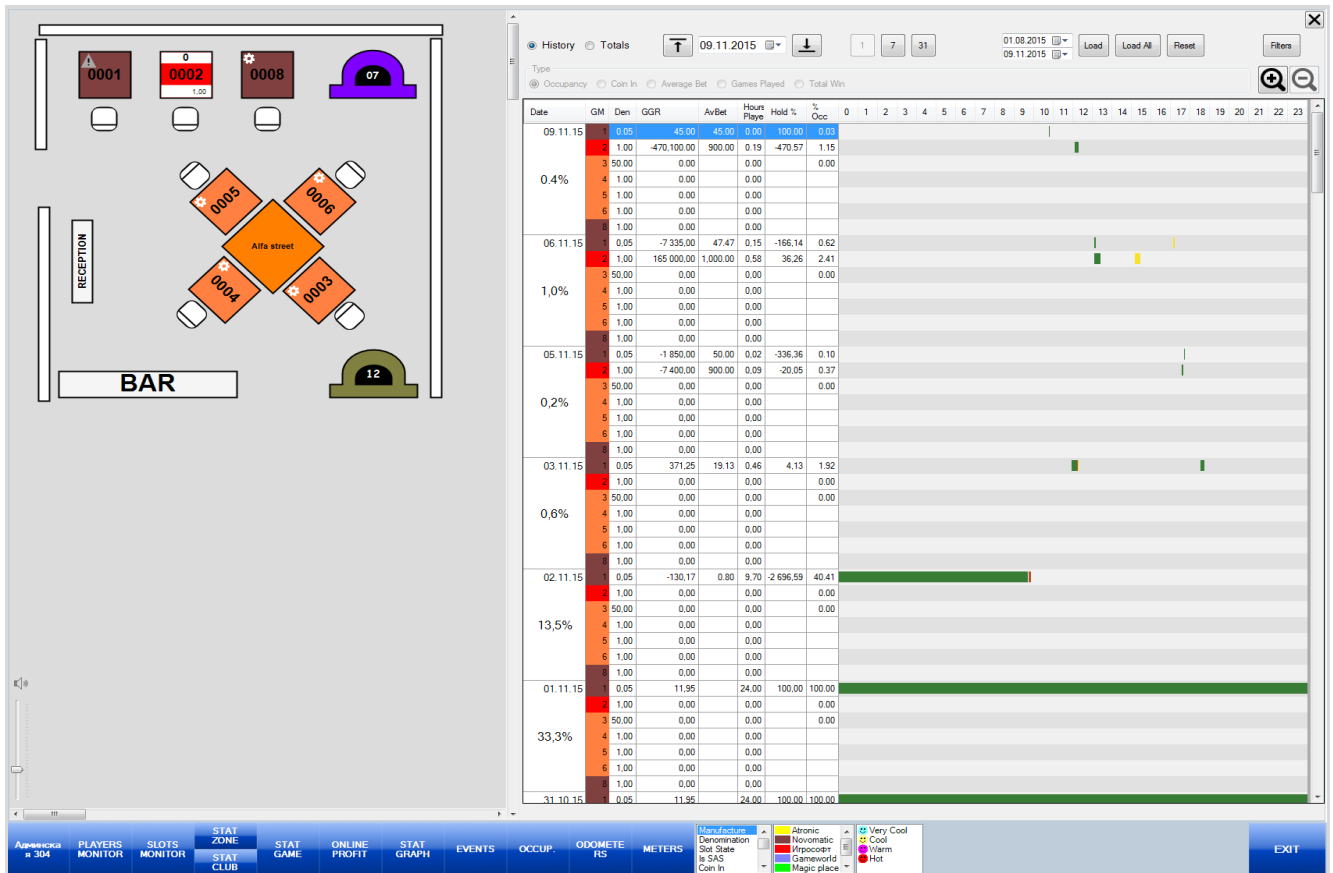 0001
0
0002
1,00
0008
07
0005
0006
Alfa street
0004
0003
RECEPTION
BAR
12
History Totals 09.11.2015 1 7 31 01.08.2015 09.11.2015 Load Load All Reset Filters
Type
Occupancy Coin In Average Bet Games Played Total Win
Date GM Den GGR AvBet Hours Playe Hold % % Occ 0 1 2 3 4 5 6 7 8 9 10 11 12 13 14 15 16 17 18 19 20 21 22 23
09.11.15 1 0.05 45.00 45.00 0.00 100.00 0.03
2 1.00 -470,100.00 900.00 0.19 -470.57 1.15
3 50.00 0.00 0.00 0.00
0.4% 4 1.00 0.00 0.00
5 1.00 0.00 0.00
6 1.00 0.00 0.00
8 1.00 0.00 0.00
06.11.15 1 0.05 -7 335,00 47.47 0.15 -166,14 0.62
2 1.00 165 000,00 1,000.00 0,58 36,26 2.41
3 50.00 0,00 0,00 0.00
1,0% 4 1,00 0,00 0,00
5 1,00 0,00 0,00
6 1,00 0,00 0,00
8 1,00 0,00 0,00
05.11.15 1 0.05 -1 850,00 50.00 0.02 -336,36 0.10
2 1,00 -7 400,00 900.00 0,09 -20,05 0.37
3 50,00 0,00 0,00 0.00
0,2% 4 1,00 0,00 0,00
5 1,00 0,00 0,00
6 1,00 0,00 0,00
8 1,00 0,00 0,00
03.11.15 1 0.05 371,25 19.13 0,46 4,13 1.92
2 1,00 0,00 0,00 0.00
3 50,00 0,00 0,00 0.00
0,6% 4 1,00 0,00 0,00
5 1,00 0,00 0,00
6 1,00 0,00 0,00
8 1,00 0,00 0,00
02.11.15 1 0.05 -130,17 0.80 9,70 -2 696,59 40.41
2 1,00 0,00 0,00 0.00
3 50,00 0,00 0,00 0.00
13,5% 4 1,00 0,00 0,00
5 1,00 0,00 0,00
6 1,00 0,00 0,00
8 1,00 0,00 0,00
01.11.15 1 0.05 11,95 24,00 100,00 100.00
2 1,00 0,00 0,00 0.00
3 50,00 0,00 0,00 0.00
33,3% 4 1,00 0,00 0,00
5 1,00 0,00 0,00
6 1,00 0,00 0,00
8 1,00 0,00 0,00
31.10.15 1 0.05 11,95 24,00 100,00 100.00
Админска я 304
PLAYERS MONITOR
SLOTS MONITOR
STAT ZONE
STAT CLUB
STAT GAME
ONLINE PROFIT
STAT GRAPH
EVENTS
OCCUP.
ODOMETE RS
METERS
Manufacture
Denomination
Slot State
Is SAS
Coin In
Atronic
Novomatic
Игрософт
Gameworld
Magic place
Very Cool
Cool
Warm
Hot
EXIT